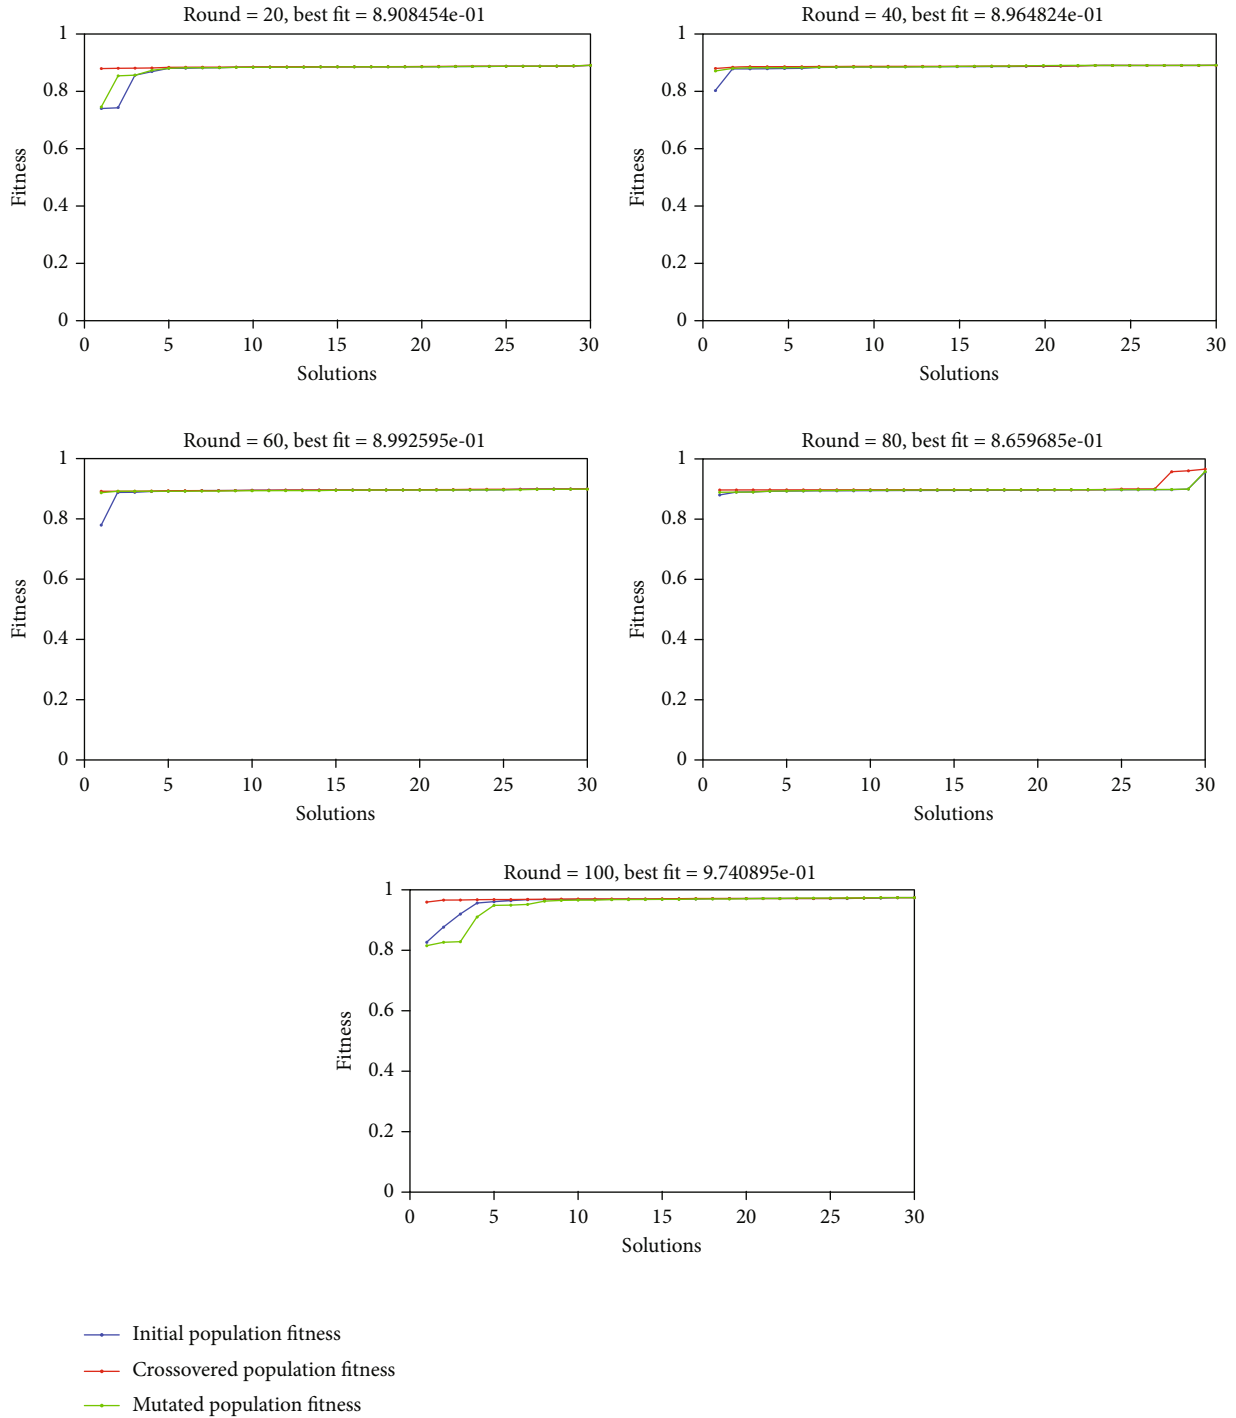 Round = 20, best fit = 8.908454e-01
1
0.8
0.6
0.4
0.2
0
Fitness
0 5 10 15 20 25 30
Solutions
Round = 40, best fit = 8.964824e-01
1
0.8
0.6
0.4
0.2
0
Fitness
0 5 10 15 20 25 30
Solutions
Round = 60, best fit = 8.992595e-01
1
0.8
0.6
0.4
0.2
0
Fitness
0 5 10 15 20 25 30
Solutions
Round = 80, best fit = 8.659685e-01
1
0.8
0.6
0.4
0.2
0
Fitness
0 5 10 15 20 25 30
Solutions
Round = 100, best fit = 9.740895e-01
1
0.8
0.6
0.4
0.2
0
Fitness
0 5 10 15 20 25 30
Solutions
Initial population fitness
Crossovered population fitness
Mutated population fitness